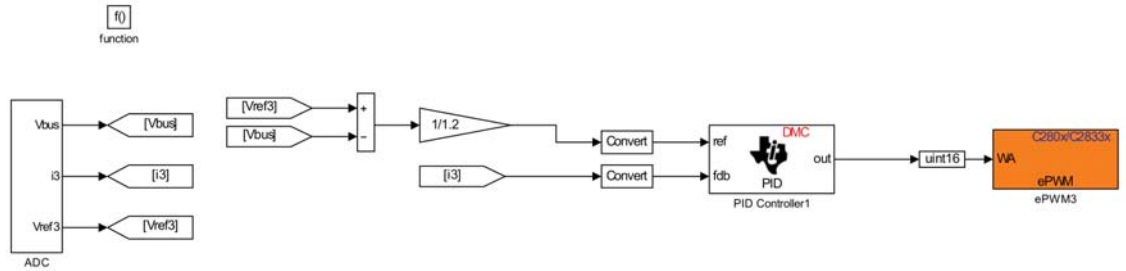 f()
function
Vbus
[Vbus]
i3
[i3]
Vref3
[Vref3]
ADC
[Vref3]
[Vbus]
+
−
1/1.2
[i3]
Convert
Convert
ref
fdb
DMC
out
PID
PID Controller1
uint16
C280x/C2833x
WA
ePWM
ePWM3